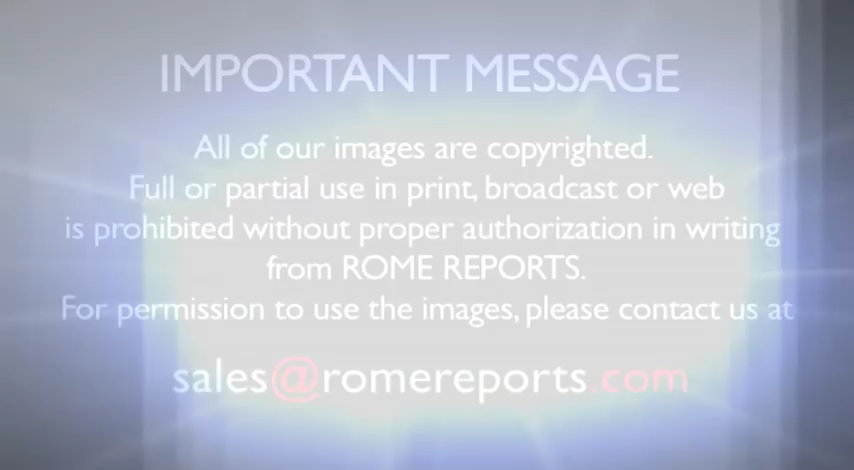 IMPORTANT MESSAGE
All of our images are copyrighted.
Full or partial use in print, broadcast or web
is prohibited without proper authorization in writing
from ROME REPORTS.
For permission to use the images, please contact us at
sales@romereports.com